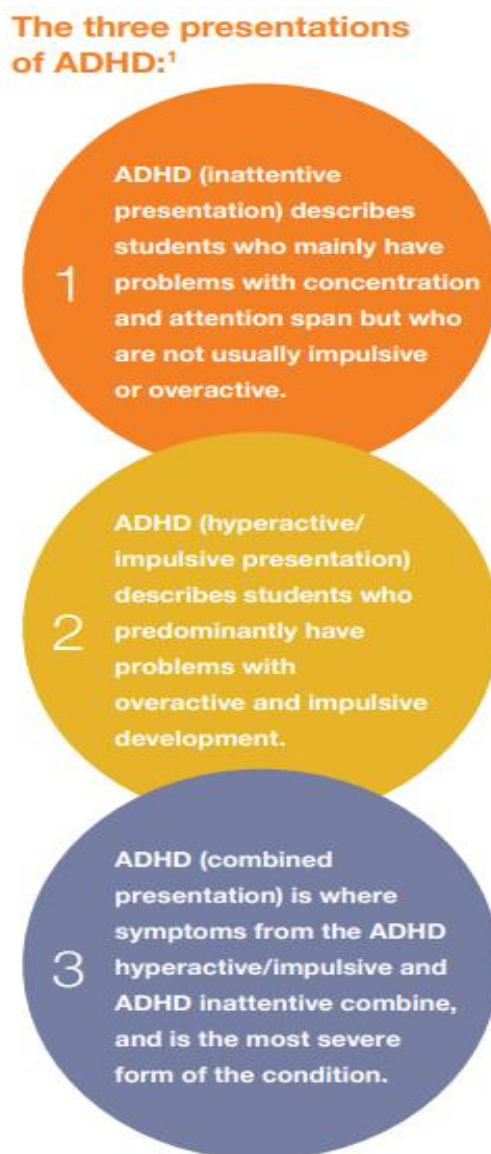 The three presentations
of ADHD:¹
ADHD (inattentive
presentation) describes
students who mainly have
problems with concentration
and attention span but who
are not usually impulsive
or overactive.
1
ADHD (hyperactive/
impulsive presentation)
describes students who
predominantly have
problems with
overactive and impulsive
development.
2
ADHD (combined
presentation) is where
symptoms from the ADHD
hyperactive/impulsive and
ADHD inattentive combine,
and is the most severe
form of the condition.
3